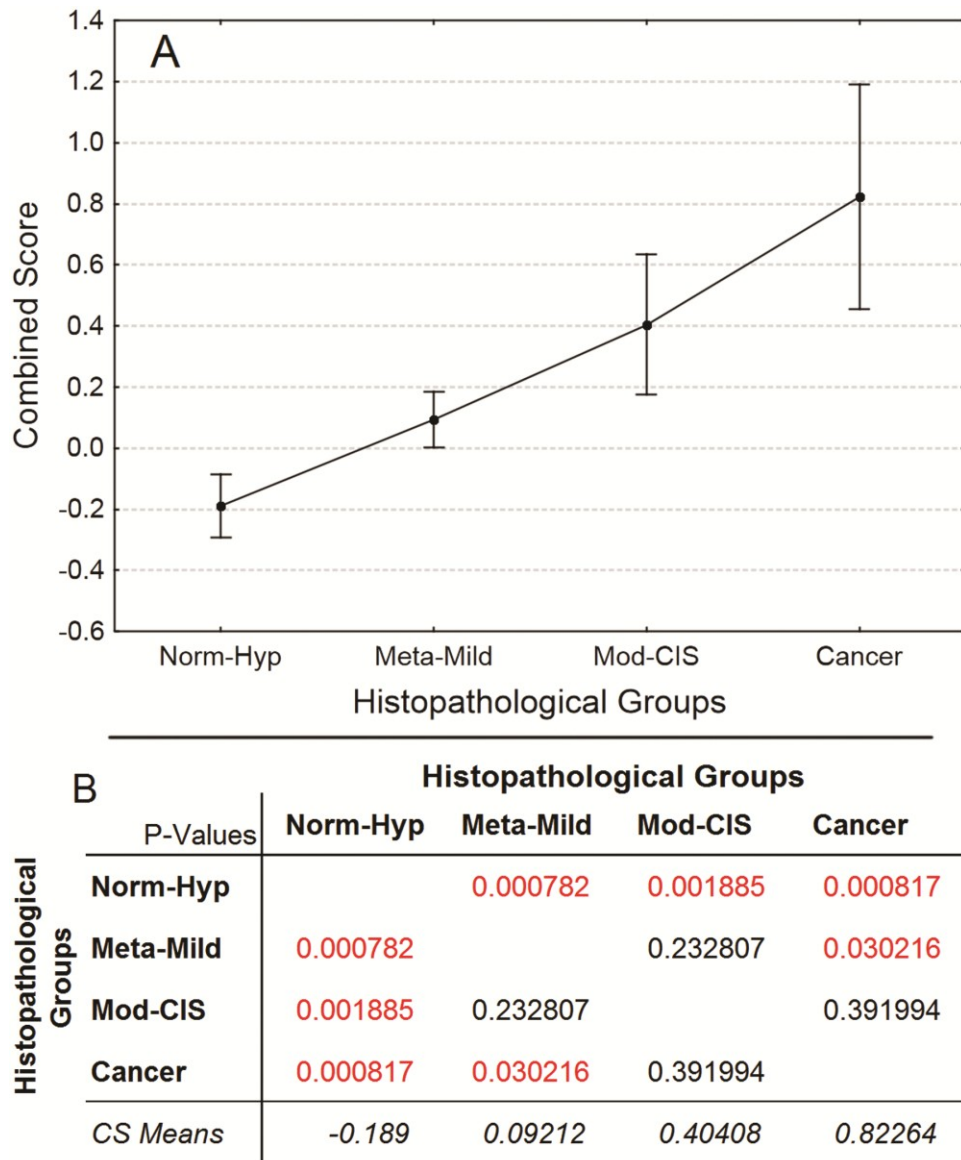 A
1.4
1.2
1.0
0.8
0.6
0.4
0.2
0.0
-0.2
-0.4
-0.6
Combined Score
Norm-Hyp Meta-Mild Mod-CIS Cancer
Histopathological Groups
B
Histopathological Groups
P-Values Norm-Hyp Meta-Mild Mod-CIS Cancer
Histopathological
Groups
Norm-Hyp 0.000782 0.001885 0.000817
Meta-Mild 0.000782 0.232807 0.030216
Mod-CIS 0.001885 0.232807 0.391994
Cancer 0.000817 0.030216 0.391994
CS Means -0.189 0.09212 0.40408 0.82264